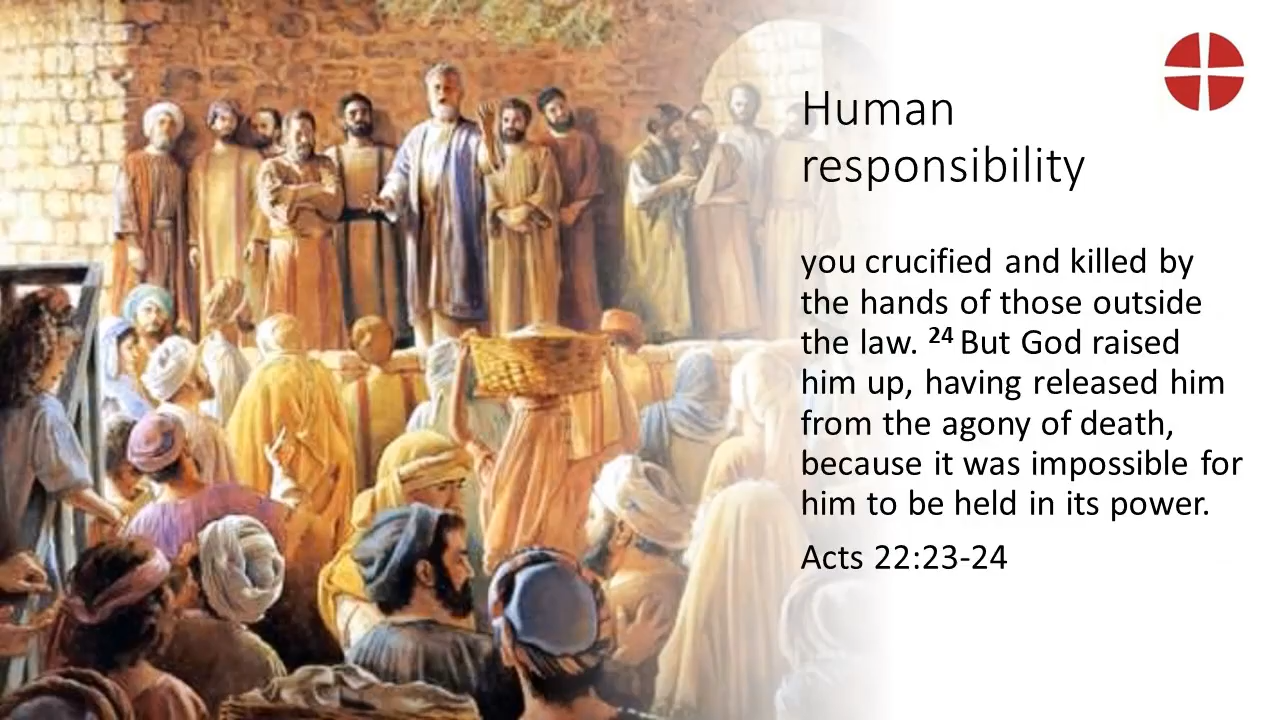 Human
responsibility
you crucified and killed by
the hands of those outside
the law. 24 But God raised
him up, having released him
from the agony of death,
because it was impossible for
him to be held in its power.
Acts 22:23-24